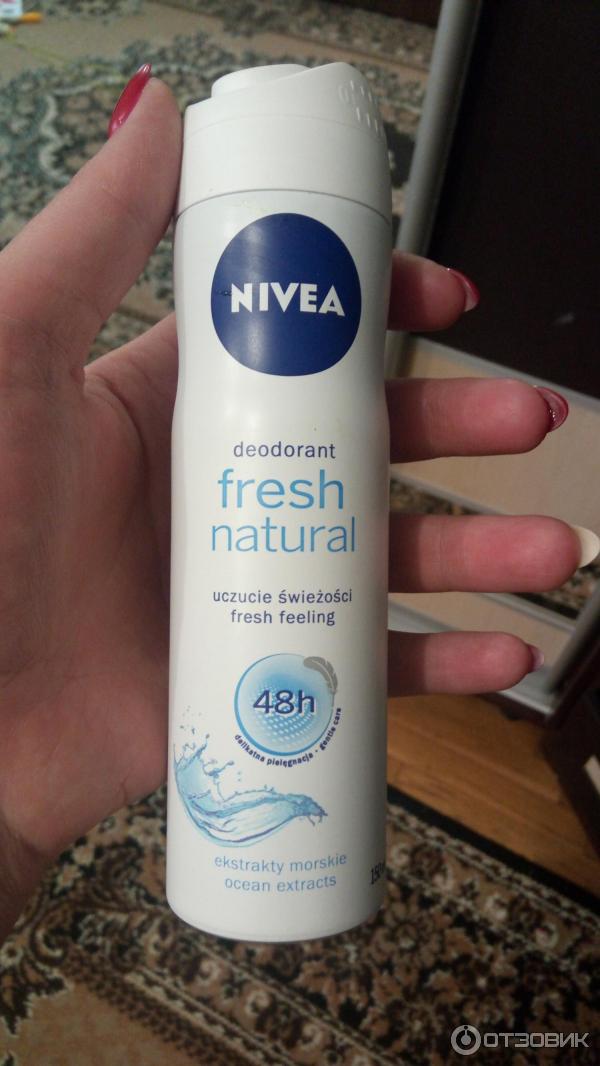 NIVEA
deodorant
fresh
natural
uczucie świeżości
fresh feeling
48h
delikatna pielęgnacja - gentle care
ekstrakty morskie
ocean extracts
ОТЗОВИК